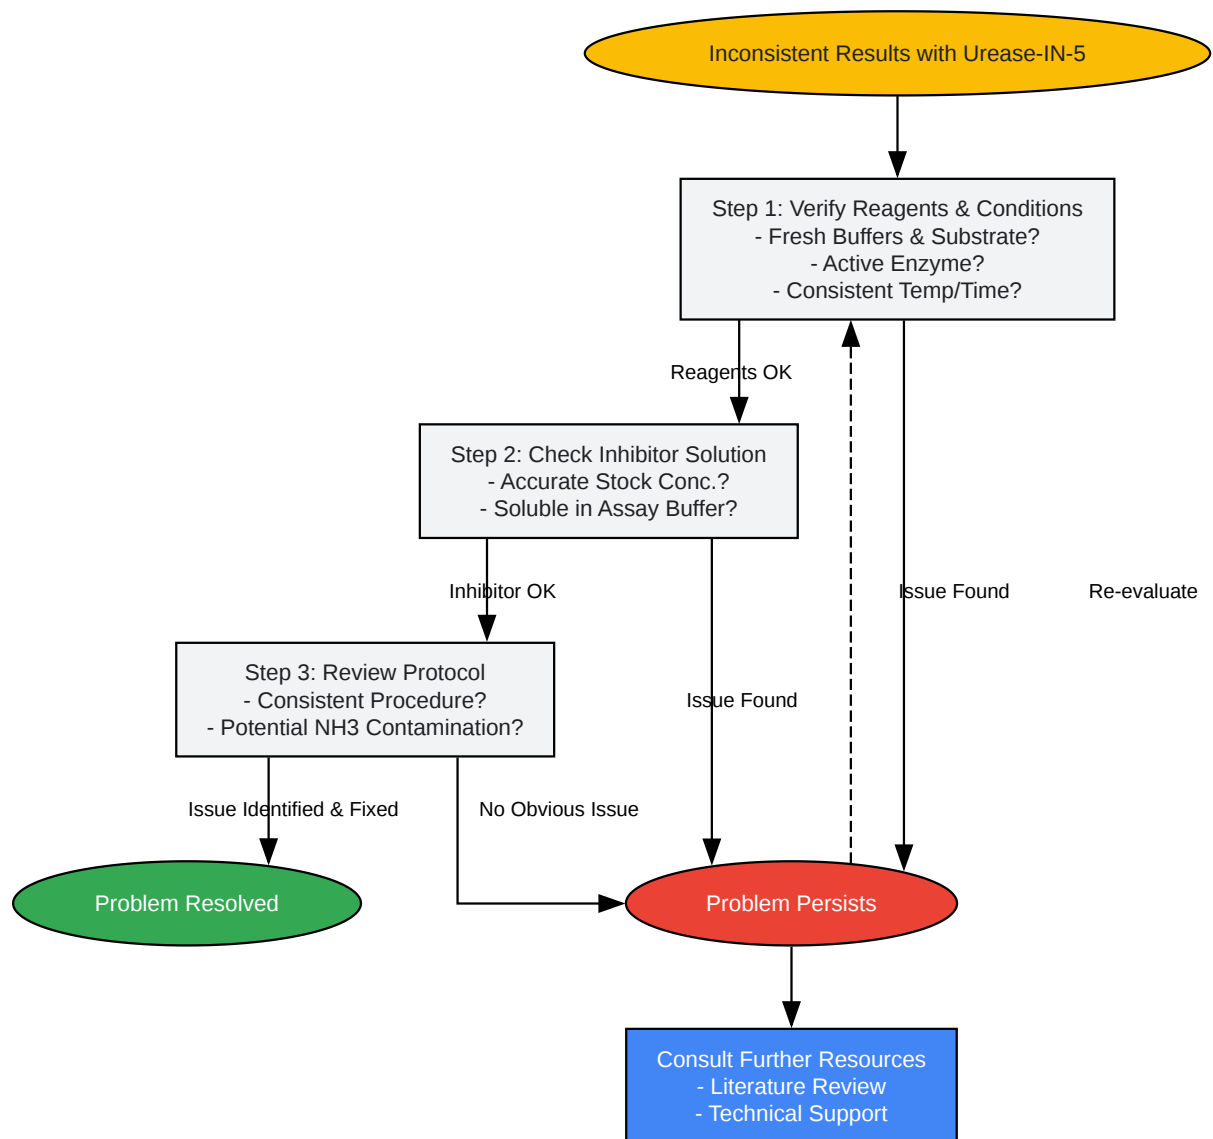 Inconsistent Results with Urease-IN-5
Step 1: Verify Reagents & Conditions
- Fresh Buffers & Substrate?
- Active Enzyme?
- Consistent Temp/Time?
Reagents OK
Step 2: Check Inhibitor Solution
- Accurate Stock Conc.?
- Soluble in Assay Buffer?
Inhibitor OK
Issue Found
Re-evaluate
Step 3: Review Protocol
- Consistent Procedure?
- Potential NH3 Contamination?
Issue Found
Issue Identified & Fixed
No Obvious Issue
Problem Resolved
Problem Persists
Consult Further Resources
- Literature Review
- Technical Support